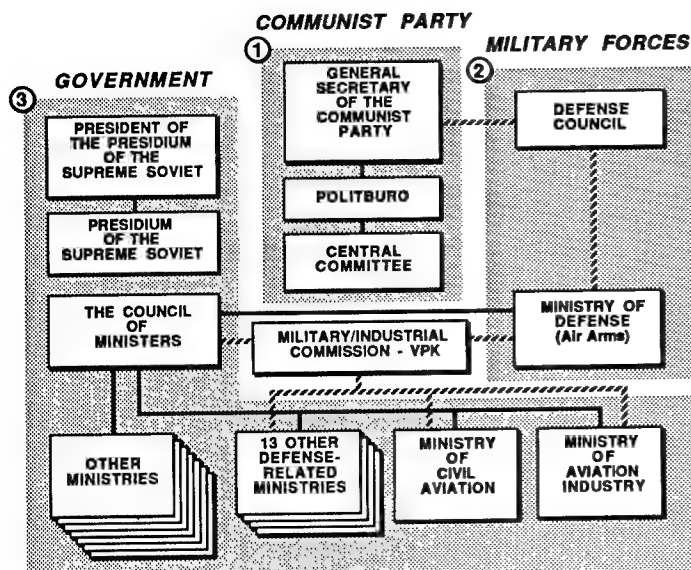 COMMUNIST PARTY
1
GENERAL
SECRETARY
OF THE
COMMUNIST
PARTY
POLITBURO
CENTRAL
COMMITTEE
MILITARY FORCES
2
DEFENSE
COUNCIL
MINISTRY OF
DEFENSE
(Air Arms)
GOVERNMENT
3
PRESIDENT OF
THE PRESIDIUM
OF THE
SUPREME SOVIET
PRESIDIUM
OF THE
SUPREME SOVIET
THE COUNCIL
OF
MINISTERS
MILITARY/INDUSTRIAL
COMMISSION - VPK
OTHER
MINISTRIES
13 OTHER
DEFENSE-
RELATED
MINISTRIES
MINISTRY
OF
CIVIL
AVIATION
MINISTRY
OF
AVIATION
INDUSTRY